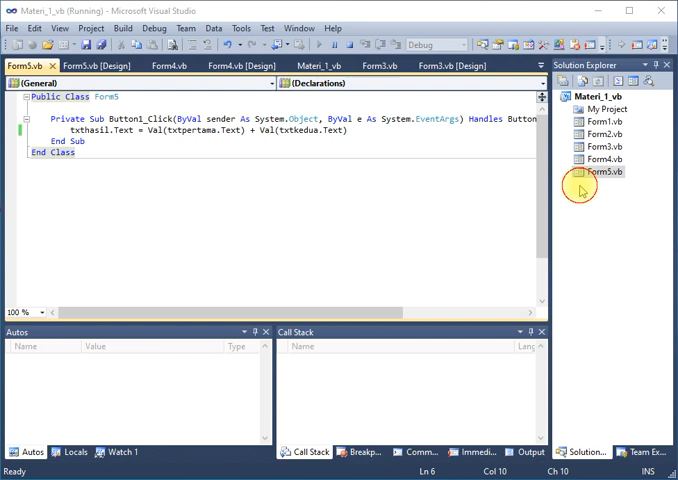 Materi_1_vb (Running) - Microsoft Visual Studio
File Edit View Project Build Debug Team Data Tools Test Window Help
Debug
Form5.vb Form5.vb [Design] Form4.vb Form4.vb [Design] Materi_1_vb Form3.vb Form3.vb [Design]
(General) (Declarations)
Public Class Form5
Private Sub Button1_Click(ByVal sender As System.Object, ByVal e As System.EventArgs) Handles Button
txthasil.Text = Val(txtpertama.Text) + Val(txtkedua.Text)
End Sub
End Class
100 %
Solution Explorer
Materi_1_vb
My Project
Form1.vb
Form2.vb
Form3.vb
Form4.vb
Form5.vb
Autos
Name Value Type
Call Stack
Name Lang
Autos Locals Watch 1
Call Stack Breakp... Comm... Immedi... Output
Solution... Team Ex...
Ready Ln 6 Col 10 Ch 10 INS